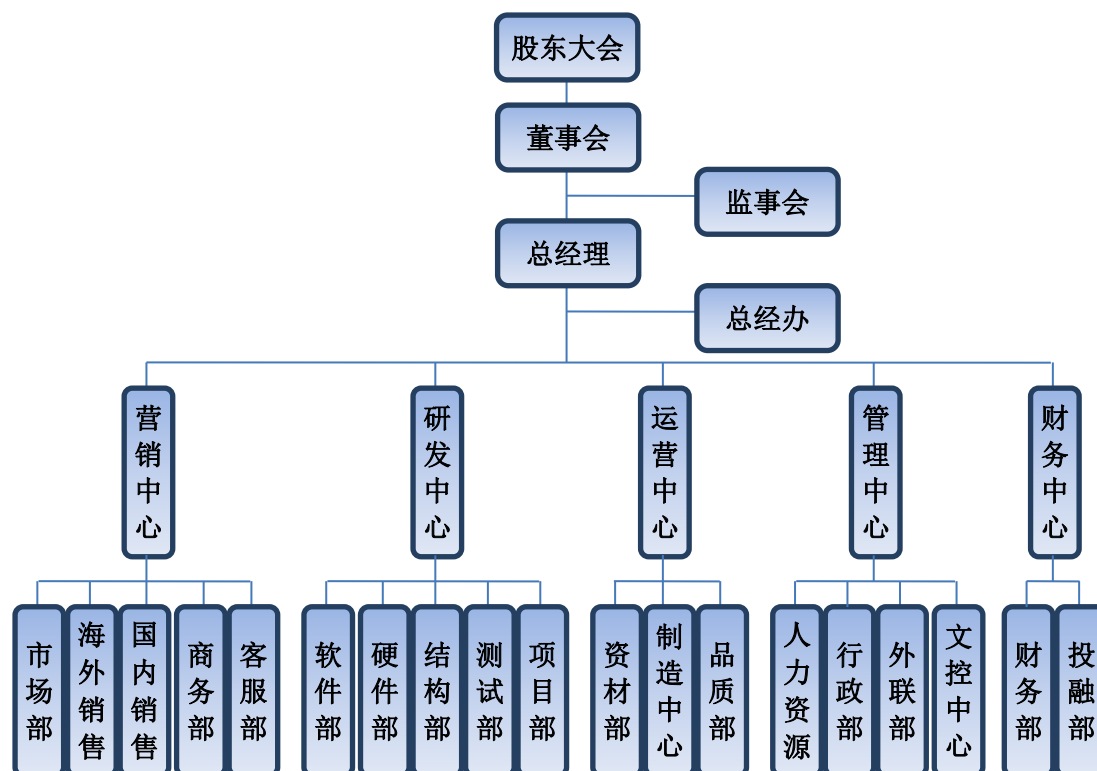 股东大会
董事会
监事会
总经理
总经办
营销中心
研发中心
运营中心
管理中心
财务中心
市场部
海外销售
国内销售
商务部
客服部
软件部
硬件部
结构部
测试部
项目部
资材部
制造中心
品质部
人力资源
行政部
外联部
文控中心
财务部
投融部